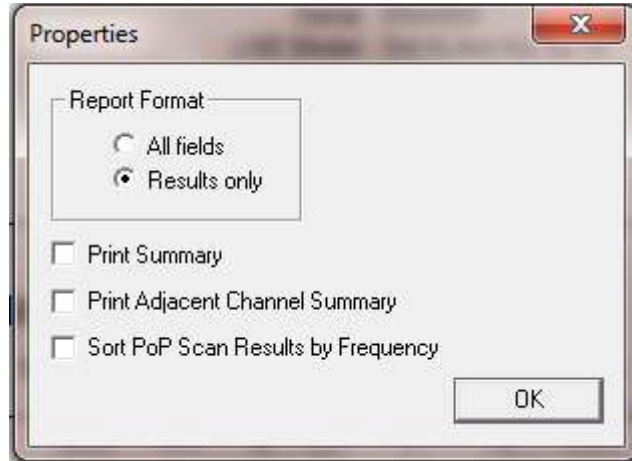 Properties
Report Format
All fields
Results only
Print Summary
Print Adjacent Channel Summary
Sort PoP Scan Results by Frequency
OK